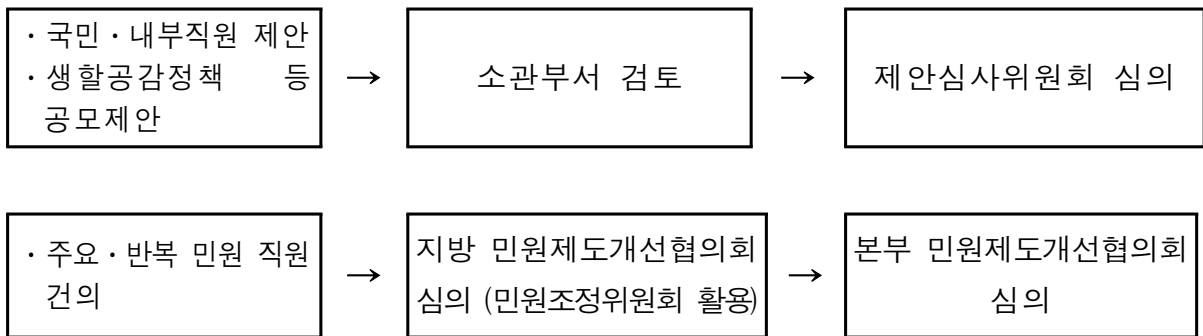 · 국민 · 내부직원 제안
· 생활공감정책 등
공모제안
→
소관부서 검토
→
제안심사위원회 심의
· 주요 · 반복 민원 직원
건의
→
지방 민원제도개선협의회
심의 (민원조정위원회 활용)
→
본부 민원제도개선협의회
심의